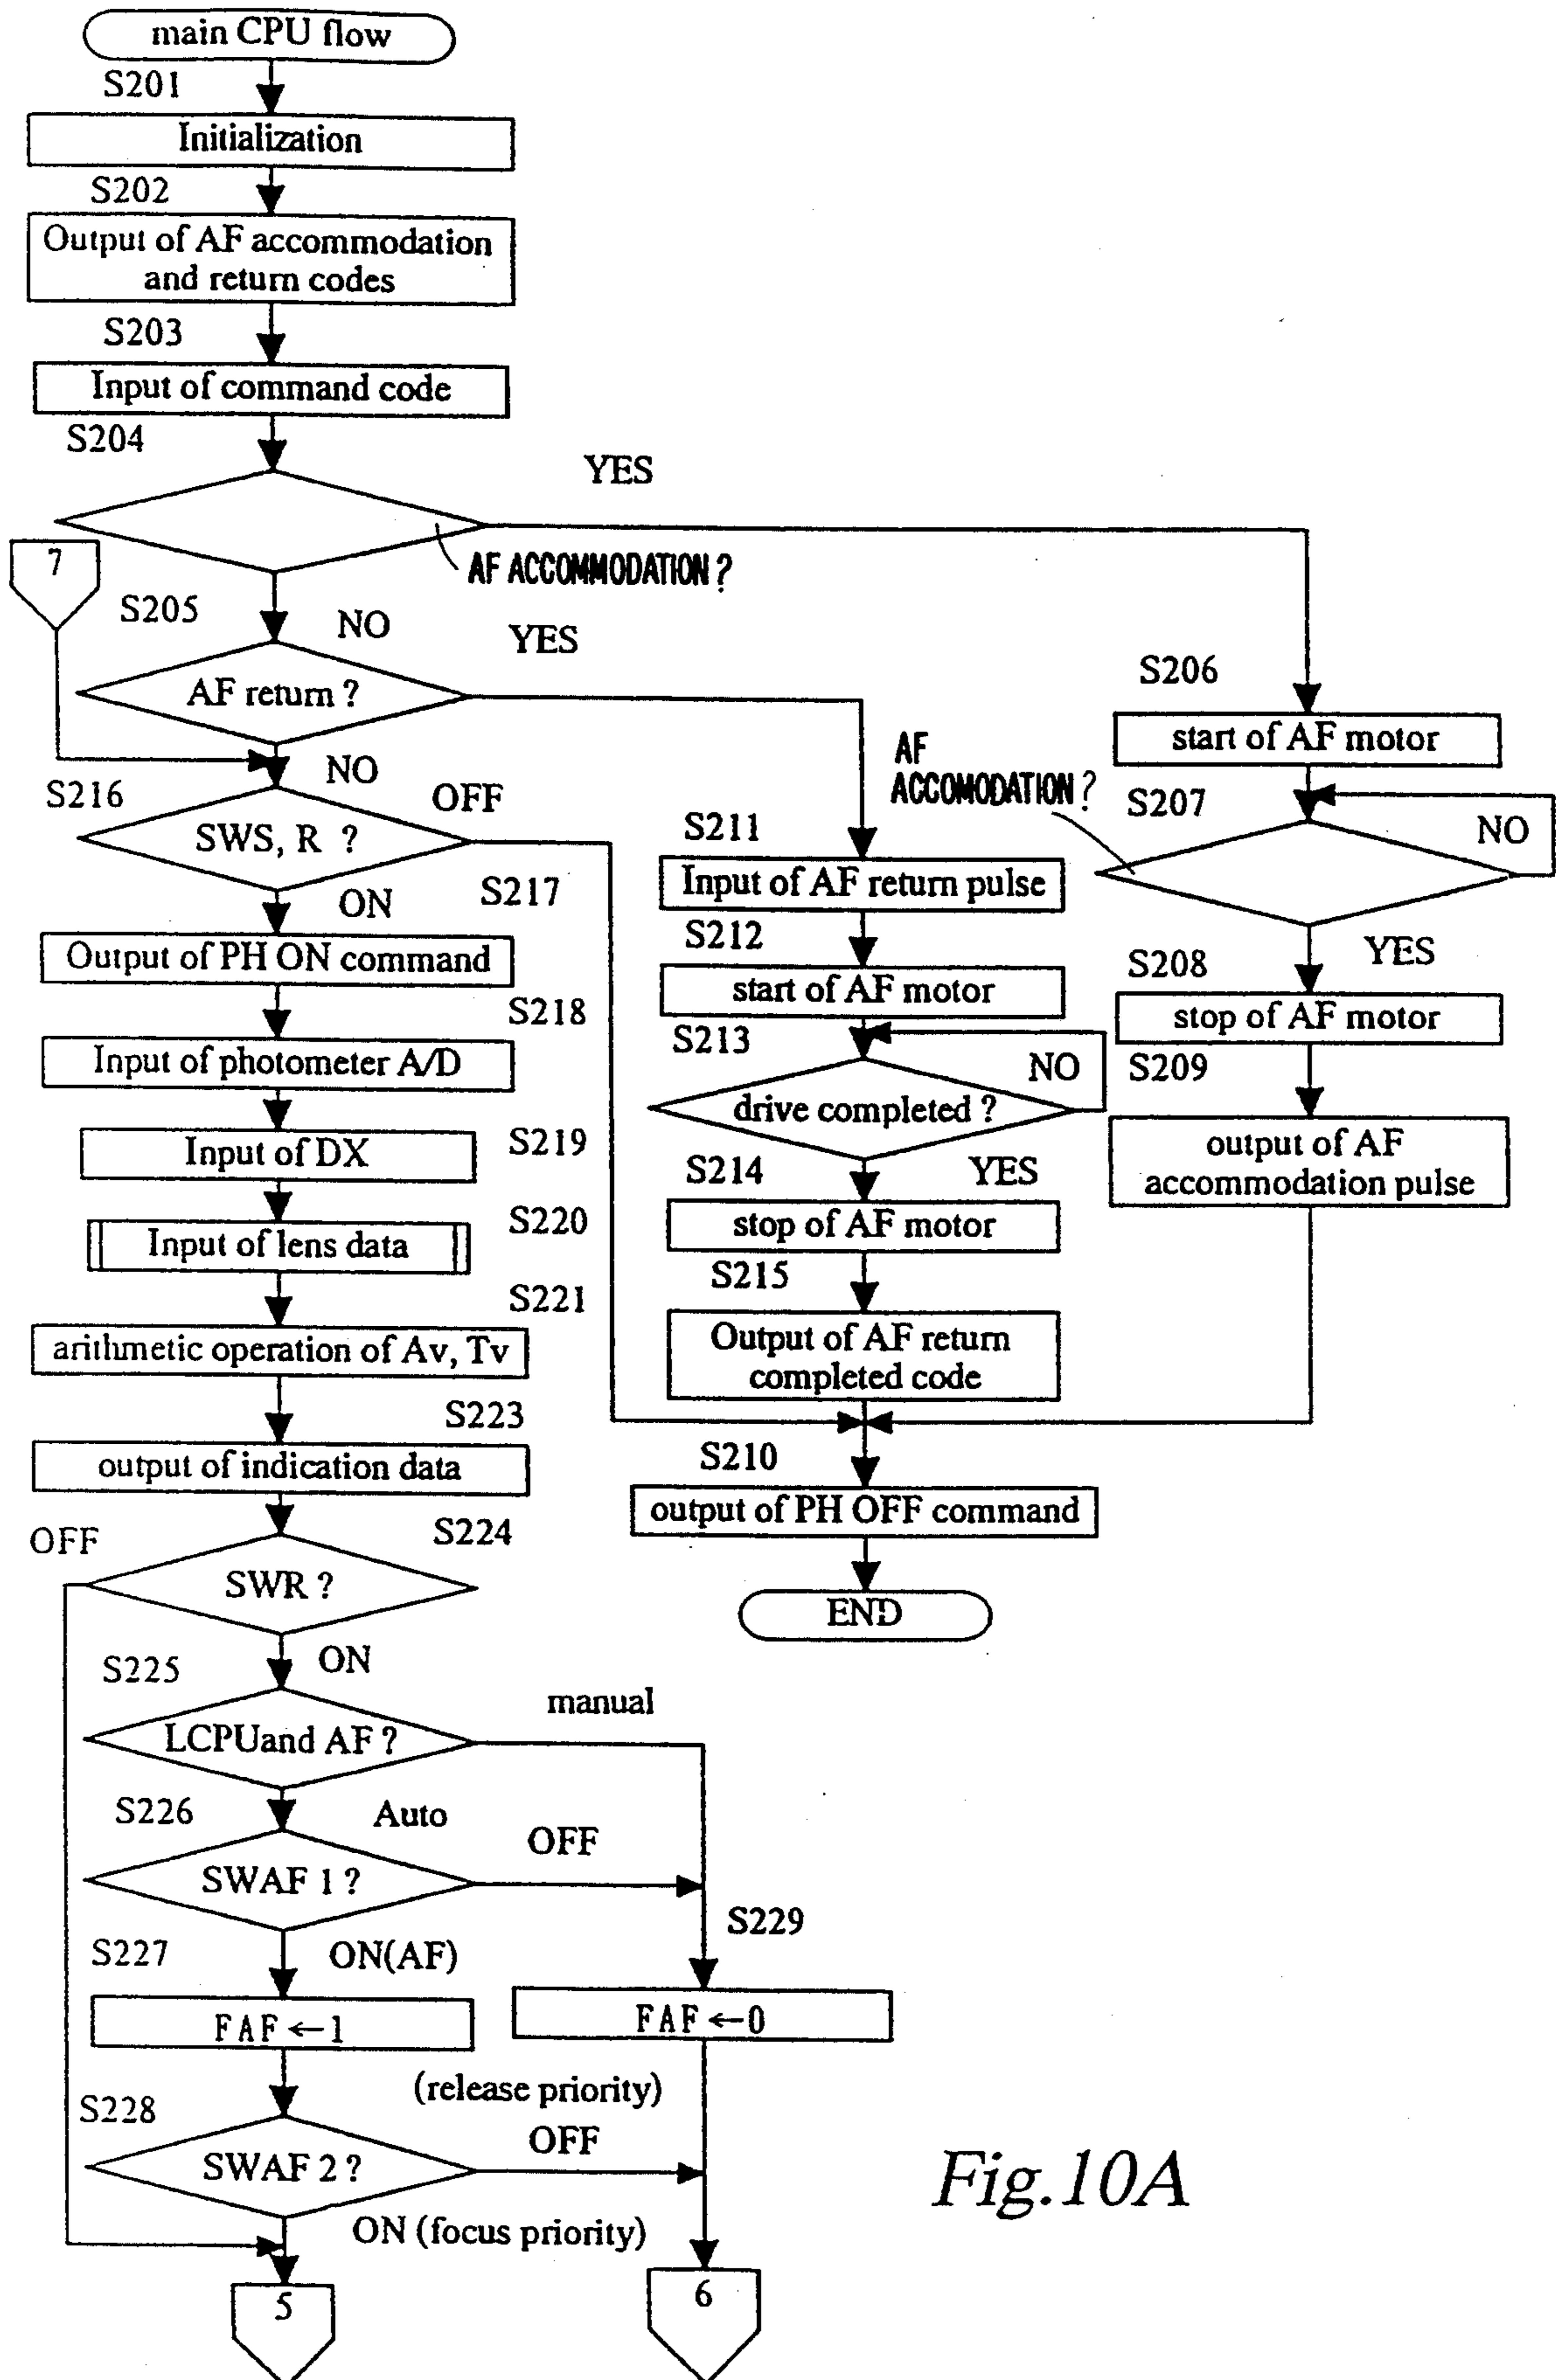 main CPU flow
S201
Initialization
S202
Output of AF accommodation
and return codes
S203
Input of command code
S204
YES
AF ACCOMMODATION ?
7
S205
NO
YES
AF return ?
S206
start of AF motor
NO
S216
OFF
SWS, R ?
AF
ACCOMODATION ?
S207
NO
S211
Input of AF return pulse
S217
ON
Output of PH ON command
S212
start of AF motor
YES
S208
stop of AF motor
S218
Input of photometer A/D
S213
NO
drive completed ?
S209
output of AF
accommodation pulse
S219
Input of DX
S214
YES
stop of AF motor
S220
Input of lens data
S215
Output of AF return
completed code
S221
arithmetic operation of Av, Tv
S223
output of indication data
S210
output of PH OFF command
END
OFF
S224
SWR ?
ON
S225
manual
LCPUand AF ?
S226
Auto
OFF
SWAF 1 ?
S229
S227
ON(AF)
FAF ←1
FAF ←0
(release priority)
S228
OFF
SWAF 2 ?
ON (focus priority)
5
6
Fig.10A